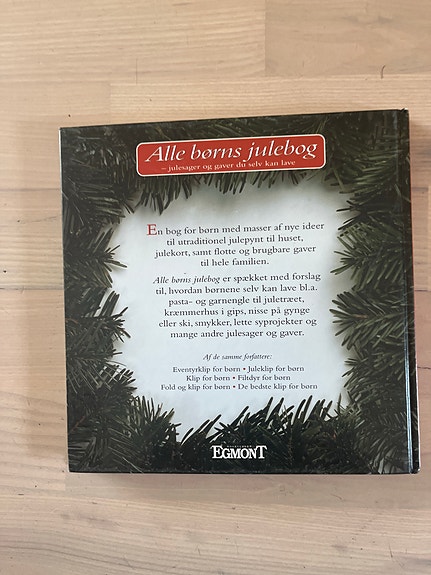 Alle børns julebog
– julesager og gaver du selv kan lave
En bog for børn med masser af nye ideer
til utraditionel julepynt til huset,
julekort, samt flotte og brugbare gaver
til hele familien.
Alle børns julebog er spækket med forslag
til, hvordan børnene selv kan lave bl.a.
pasta- og garnengle til juletræet,
kræmmerhus i gips, nisse på gynge
eller ski, smykker, lette syprojekter og
mange andre julesager og gaver.
Af de samme forfattere:
Eventyrklip for børn • Juleklip for børn
Klip for børn • Filtdyr for børn
Fold og klip for børn • De bedste klip for børn
EGMONT